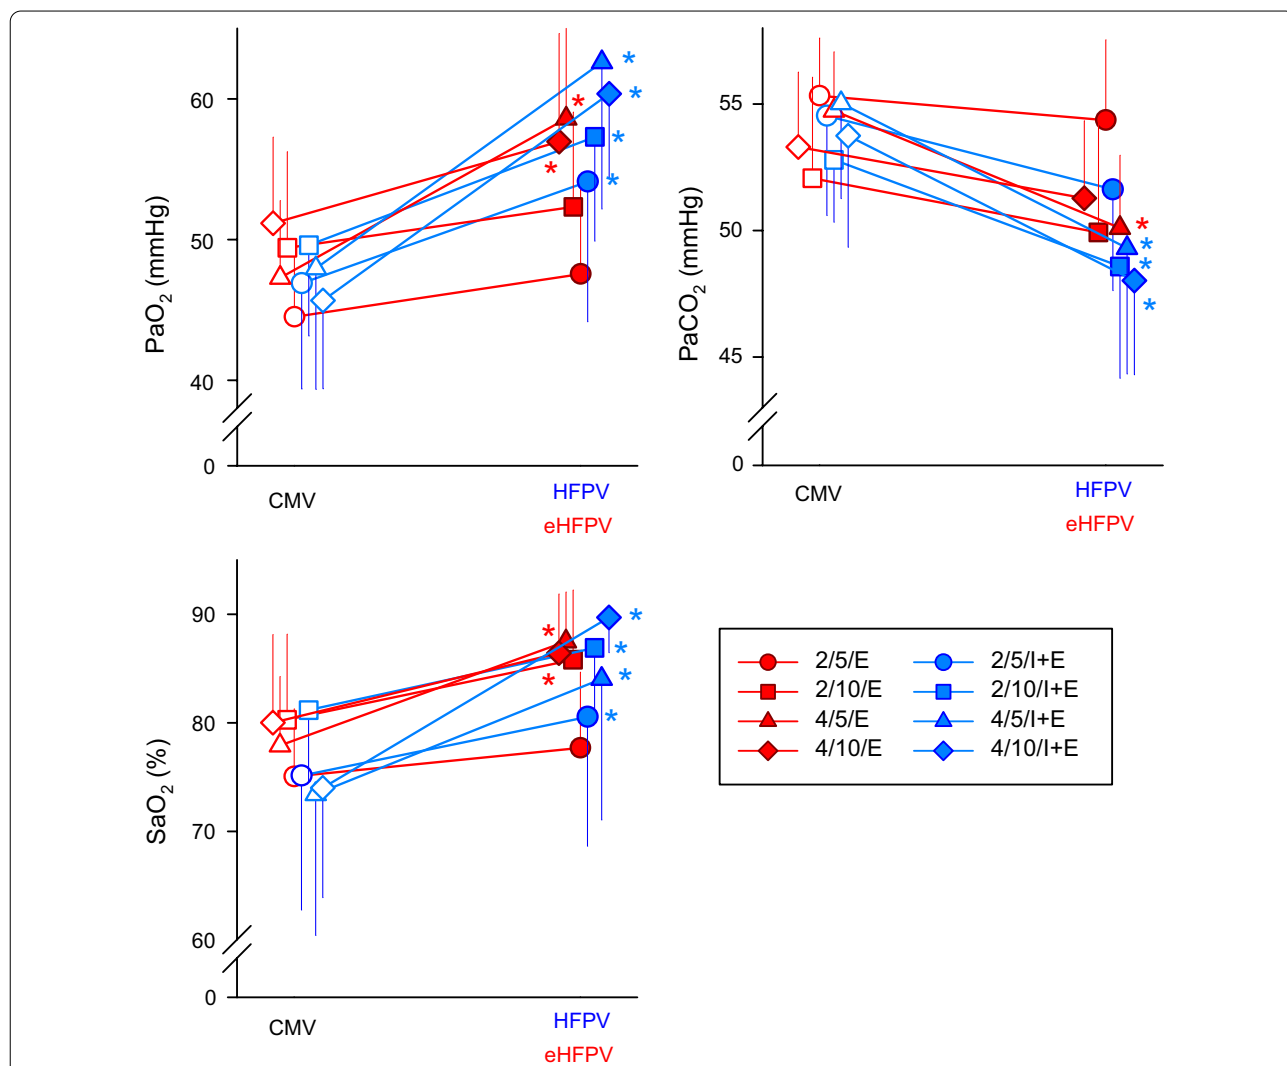 60
50
40
0
PaO2 (mmHg)
*
*
*
*
*
*
CMV
HFPV
eHFPV
55
50
45
0
PaCO2 (mmHg)
*
*
*
*
CMV
HFPV
eHFPV
90
80
70
60
0
SaO2 (%)
*
*
*
*
*
*
CMV
HFPV
eHFPV
2/5/E
2/5/I+E
2/10/E
2/10/I+E
4/5/E
4/5/I+E
4/10/E
4/10/I+E